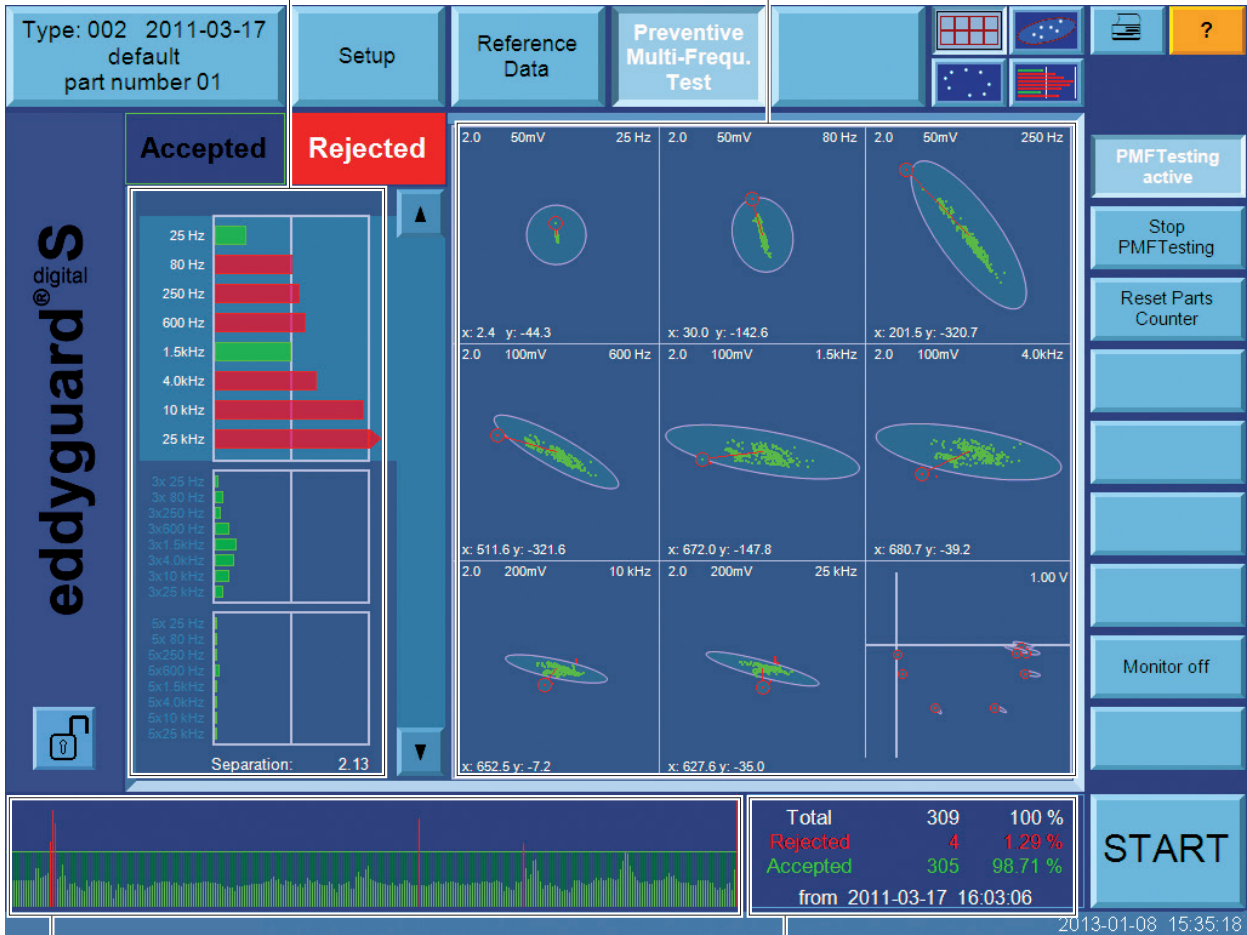 Type: 002 2011-03-17
default
part number 01
Setup
Reference
Data
Preventive
Multi-Frequ.
Test
?
Accepted
Rejected
eddyguard® digital S
25 Hz
80 Hz
250 Hz
600 Hz
1.5kHz
4.0kHz
10 kHz
25 kHz
3x 25 Hz
3x 80 Hz
3x250 Hz
3x600 Hz
3x1.5kHz
3x4.0kHz
3x10 kHz
3x25 kHz
5x 25 Hz
5x 80 Hz
5x250 Hz
5x600 Hz
5x1.5kHz
5x4.0kHz
5x10 kHz
5x25 kHz
Separation: 2.13
2.0 50mV 25 Hz
x: 2.4 y: -44.3
2.0 50mV 80 Hz
x: 30.0 y: -142.6
2.0 50mV 250 Hz
x: 201.5 y: -320.7
2.0 100mV 600 Hz
x: 511.6 y: -321.6
2.0 100mV 1.5kHz
x: 672.0 y: -147.8
2.0 100mV 4.0kHz
x: 680.7 y: -39.2
2.0 200mV 10 kHz
x: 652.5 y: -7.2
2.0 200mV 25 kHz
x: 627.6 y: -35.0
1.00 V
PMFTesting
active
Stop
PMFTesting
Reset Parts
Counter
Monitor off
Total 309 100 %
Rejected 4 1.29 %
Accepted 305 98.71 %
from 2011-03-17 16:03:06
START
2013-01-08 15:35:18